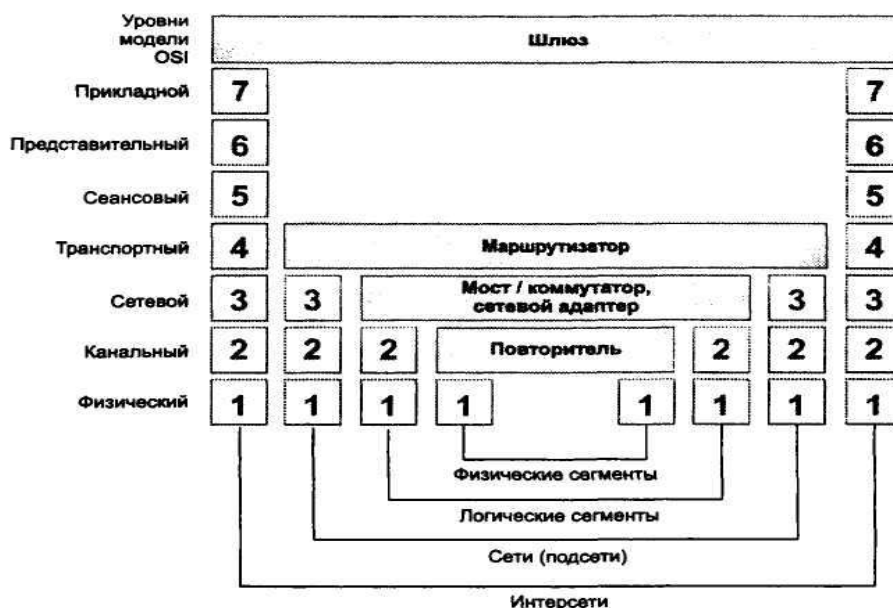 Уровни
модели
OSI
Шлюз
Прикладной 7 7
Представительный 6 6
Сеансовый 5 5
Транспортный 4 Маршрутизатор 4
Сетевой 3 3 Мост / коммутатор,
сетевой адаптер 3 3
Канальный 2 2 2 Повторитель 2 2 2
Физический 1 1 1 1 1 1 1 1
Физические сегменты
Логические сегменты
Сети (подсети)
Интерсети